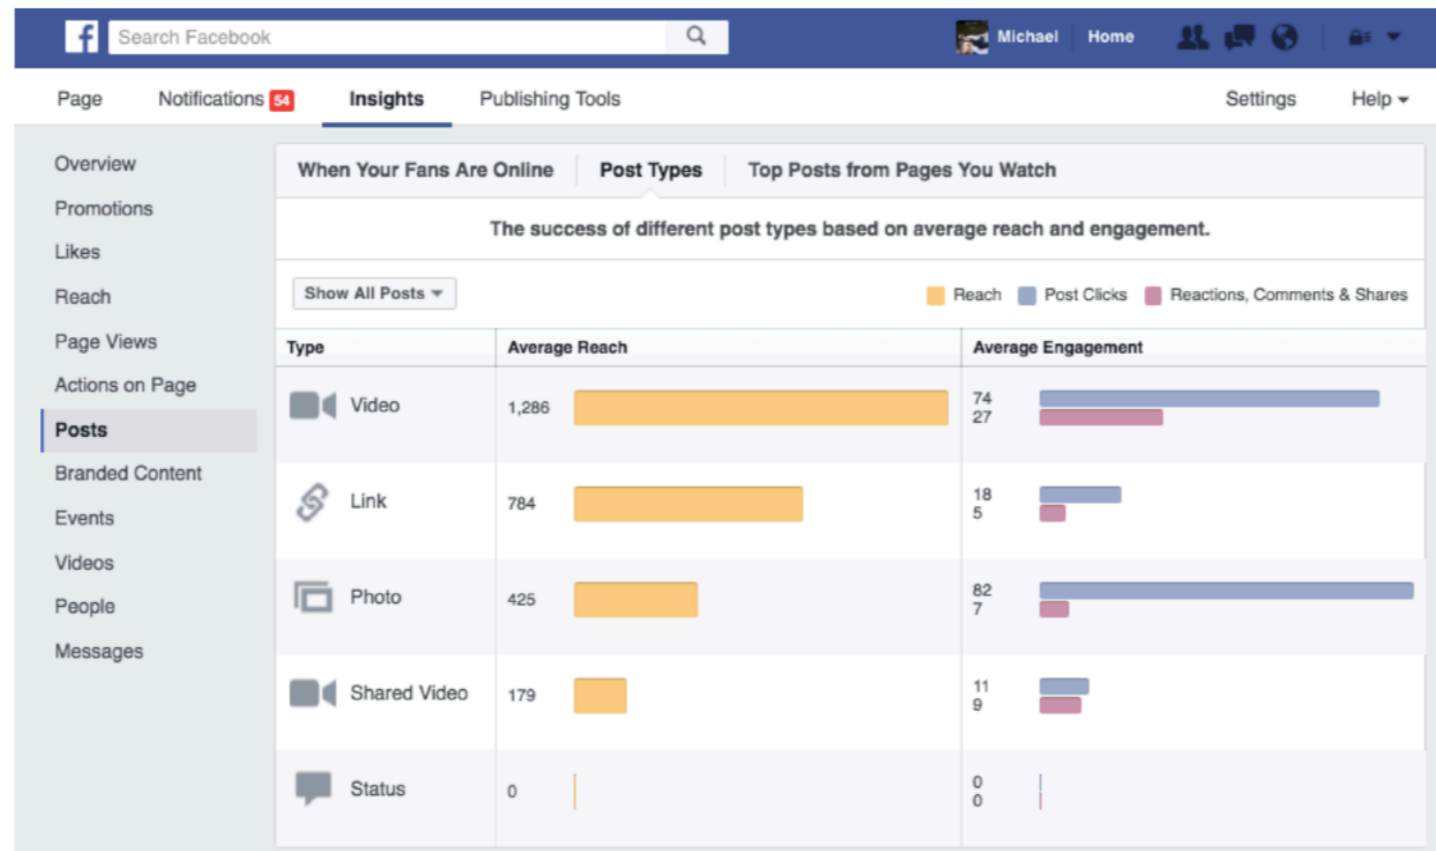 f Search Facebook Michael Home
Page Notifications 54 Insights Publishing Tools Settings Help
Overview
Promotions
Likes
Reach
Page Views
Actions on Page
Posts
Branded Content
Events
Videos
People
Messages
When Your Fans Are Online Post Types Top Posts from Pages You Watch
The success of different post types based on average reach and engagement.
Show All Posts Reach Post Clicks Reactions, Comments & Shares
Type Average Reach Average Engagement
Video 1,286 74
27
Link 784 18
5
Photo 425 82
7
Shared Video 179 11
9
Status 0 0
0